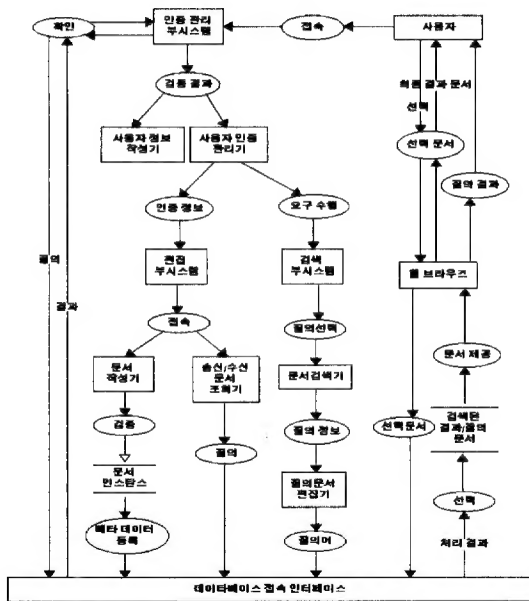 확인
인증 관리
부시스템
접속
사용자
검증 결과
최종 결과 문서
선택
사용자 정보
작성기
사용자 인증
관리기
선택 문서
질의 결과
인증 정보
요구 수행
질의
결과
편집
부시스템
검색
부시스템
웹 브라우즈
접속
질의선택
문서
작성기
송신/수신
문서
조회기
문서검색기
문서 제공
검증
질의
질의 정보
선택문서
검색된
결과/질의
문서
문서
인스탄스
질의문서
편집기
선택
메타 데이터
등록
질의어
처리 결과
데이타베이스 접속 인터페이스